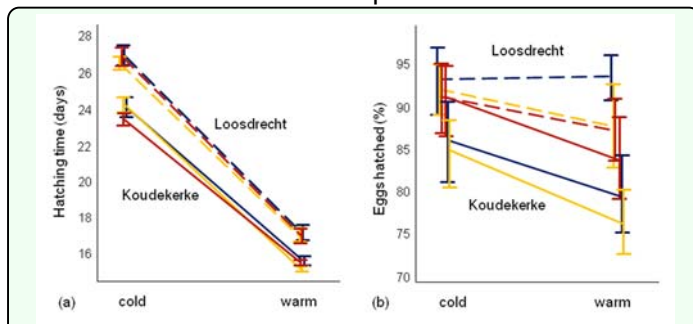 28
26
24
22
20
18
16
Hatching time (days)
Loosdrecht
Koudekerke
(a)
cold
warm
95
90
85
80
75
70
Eggs hatched (%)
Loosdrecht
Koudekerke
(b)
cold
warm